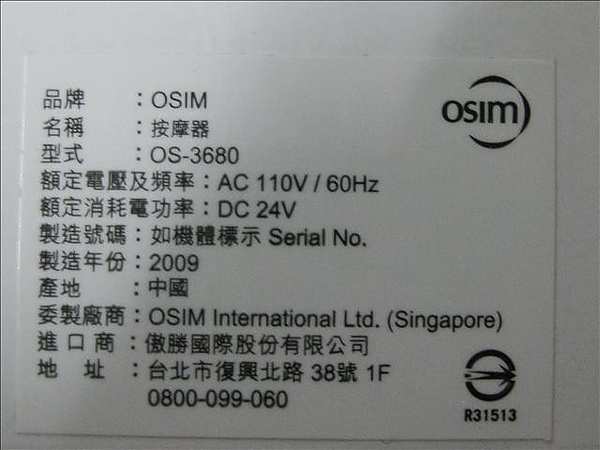 品牌 ：OSIM
osim
名稱 ：按摩器
型式 ：OS-3680
額定電壓及頻率：AC 110V / 60Hz
額定消耗電功率：DC 24V
製造號碼：如機體標示 Serial No.
製造年份：2009
產地 ：中國
委製廠商：OSIM International Ltd. (Singapore)
進口商：傲勝國際股份有限公司
地 址 ：台北市復興北路 38號 1F
0800-099-060
R31513